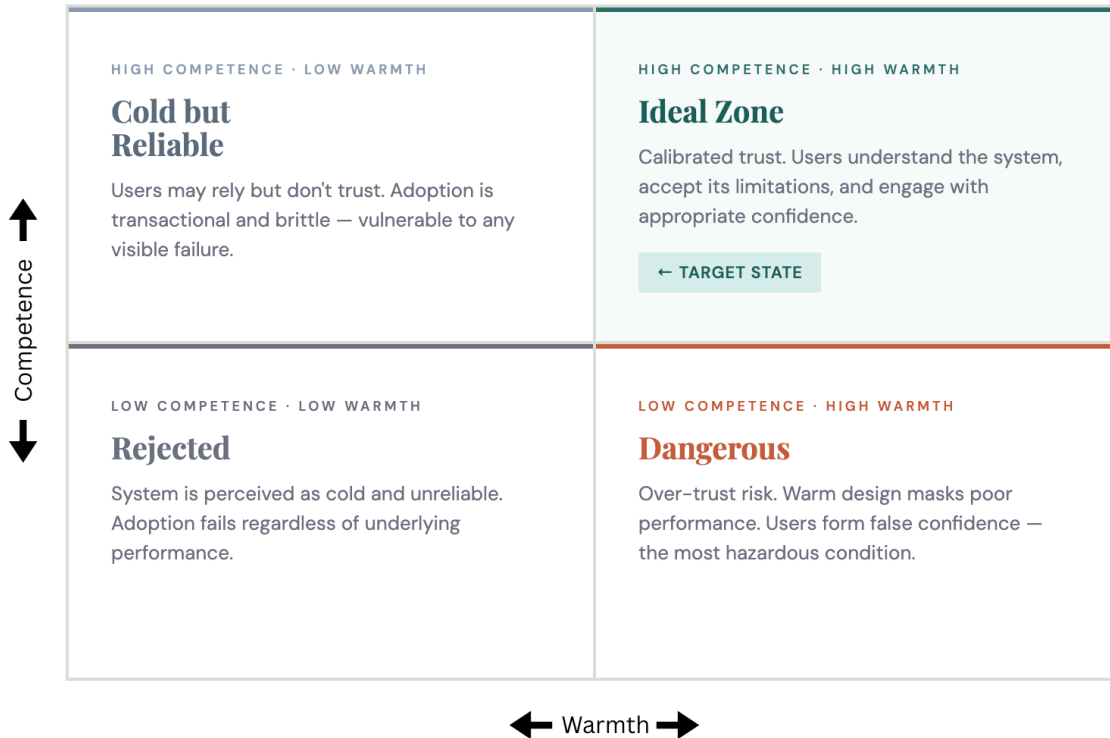 HIGH COMPETENCE · LOW WARMTH
Cold but
Reliable
Users may rely but don't trust. Adoption is
transactional and brittle — vulnerable to any
visible failure.
HIGH COMPETENCE · HIGH WARMTH
Ideal Zone
Calibrated trust. Users understand the system,
accept its limitations, and engage with
appropriate confidence.
← TARGET STATE
Competence
LOW COMPETENCE · LOW WARMTH
Rejected
System is perceived as cold and unreliable.
Adoption fails regardless of underlying
performance.
LOW COMPETENCE · HIGH WARMTH
Dangerous
Over-trust risk. Warm design masks poor
performance. Users form false confidence —
the most hazardous condition.
Warmth